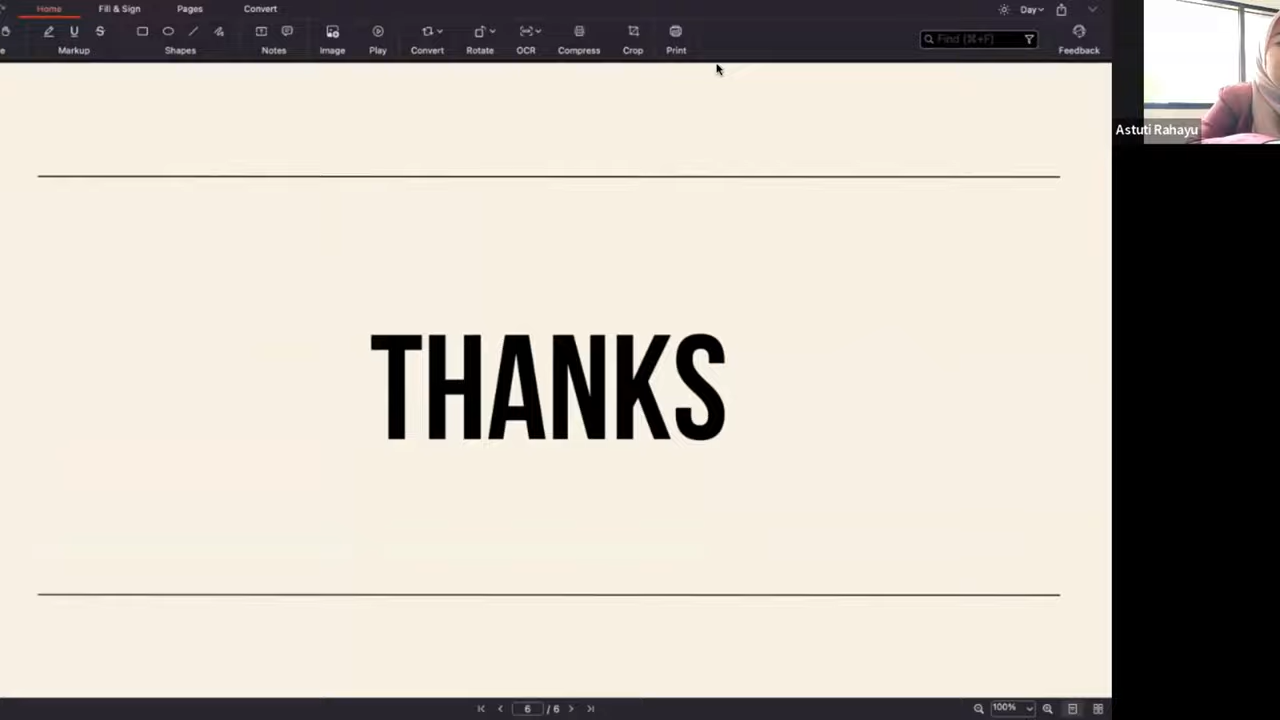 Home Fill & Sign Pages Convert
Day
Markup Shapes Notes Image Play Convert Rotate OCR Compress Crop Print
Find (⌘+F)
Feedback
Astuti Rahayu
THANKS
6 / 6
100%